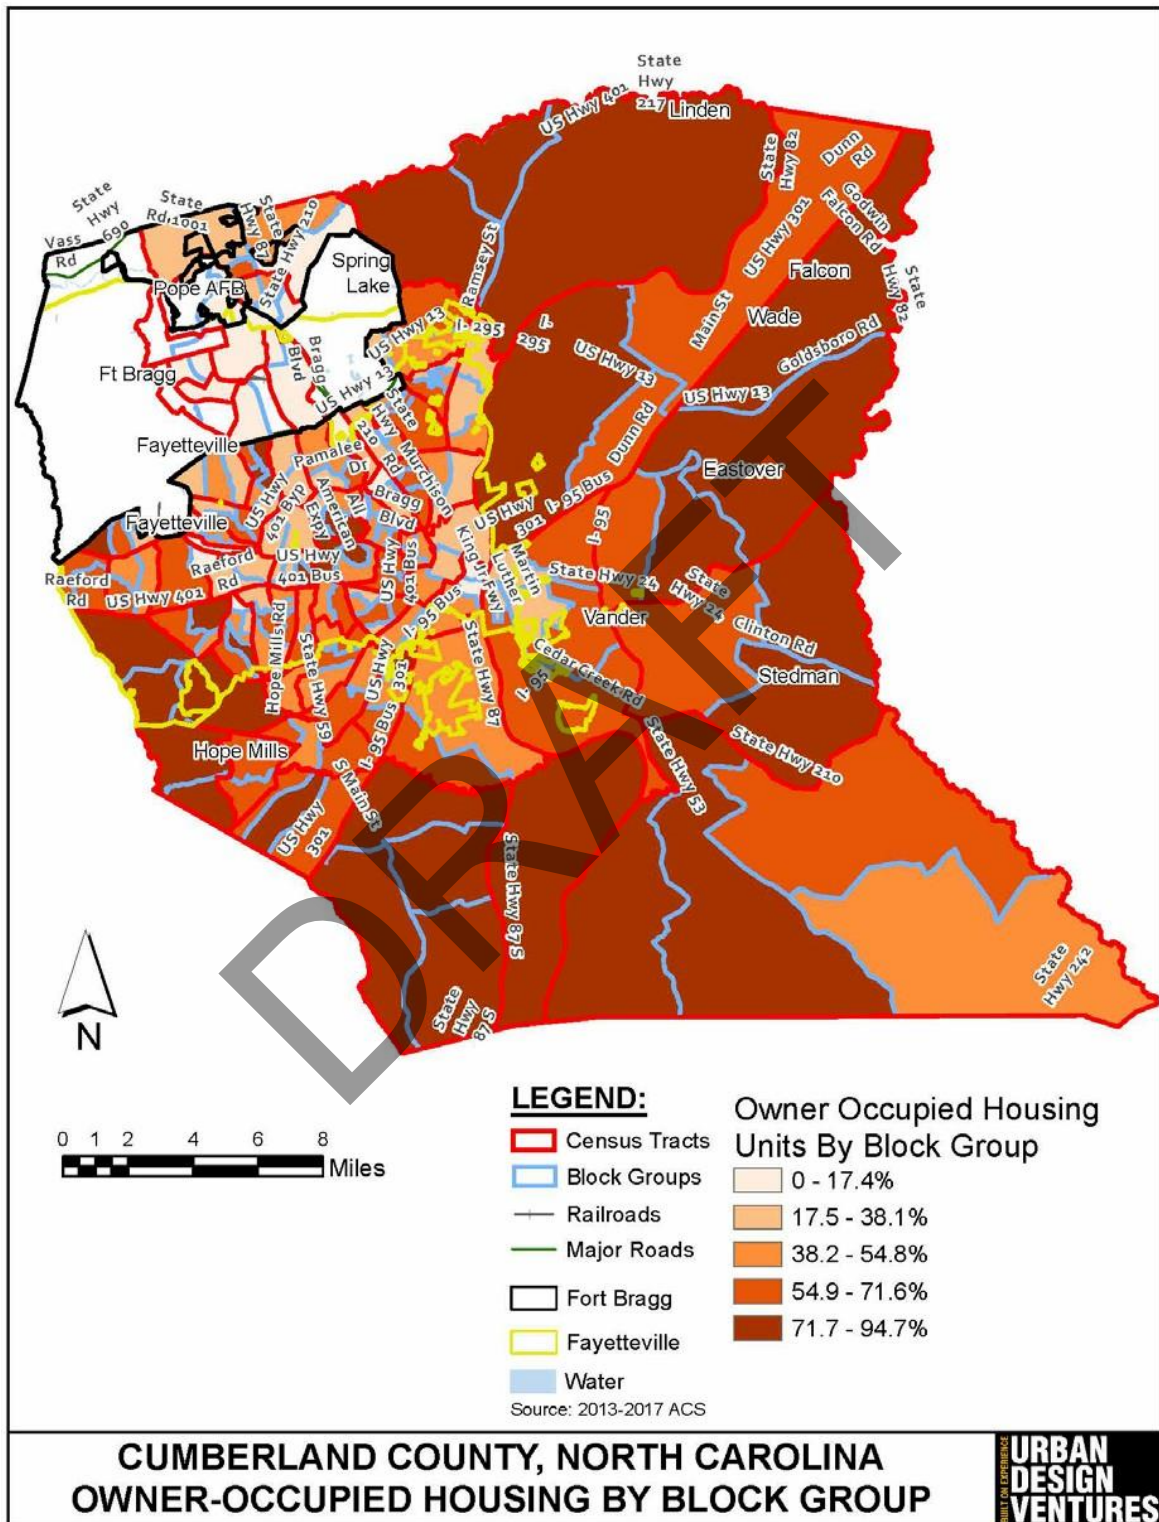 State
Hwy
217
US Hwy 401
Linden
State
Hwy 82
Dunn
Rd
Godwin
Falcon Rd
US Hwy 301
State
Hwy 82
Falcon
Main St
Wade
Goldsboro Rd
State
Hwy
690
Vass
Rd
State
Rd 1001
State
Hwy 87
State Hwy 210
Spring
Lake
Pope AFB
Ramsey St
US Hwy 13
I- 295
I-
295
US Hwy 13
US Hwy 13
Ft Bragg
Bragg
Blvd
US Hwy 13
State
Hwy
210
Murchison
Rd
Dunn Rd
Fayetteville
Pamalee
Dr
Eastover
US Hwy
401 Byp
All
American
Expy
Bragg
Blvd
US Hwy
301
I- 95 Bus
I- 95
Fayetteville
Raeford
Rd
US Hwy
401 Bus
US Hwy
401 Bus
Martin
Luther
King Jr Fwy
State Hwy 24
State
Hwy 24
Raeford
Rd
US Hwy 401
I- 95 Bus
Vander
Clinton Rd
Hope Mills Rd
State Hwy 59
US Hwy
301
State Hwy 87
Cedar Creek Rd
I- 95
Stedman
Hope Mills
I- 95 Bus
State Hwy 53
State Hwy 210
S Main St
US Hwy
301
State Hwy 87 S
State
Hwy
87 S
State
Hwy 242
DRAFT
N
0 1 2 4 6 8
Miles
LEGEND:
Census Tracts
Block Groups
Railroads
Major Roads
Fort Bragg
Fayetteville
Water
Source: 2013-2017 ACS
Owner Occupied Housing
Units By Block Group
0 - 17.4%
17.5 - 38.1%
38.2 - 54.8%
54.9 - 71.6%
71.7 - 94.7%
CUMBERLAND COUNTY, NORTH CAROLINA
OWNER-OCCUPIED HOUSING BY BLOCK GROUP
BUILT ON EXPERIENCE
URBAN
DESIGN
VENTURES